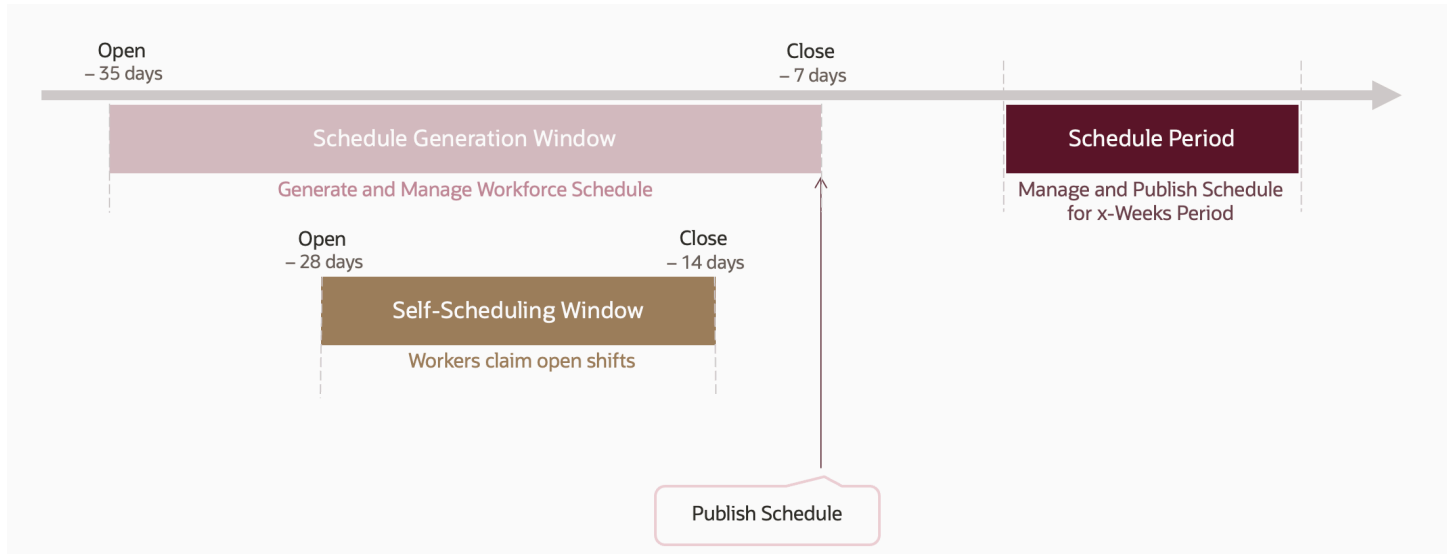 Open
– 35 days
Close
– 7 days
Schedule Generation Window
Schedule Period
Generate and Manage Workforce Schedule
Manage and Publish Schedule
for x-Weeks Period
Open
– 28 days
Close
– 14 days
Self-Scheduling Window
Workers claim open shifts
Publish Schedule